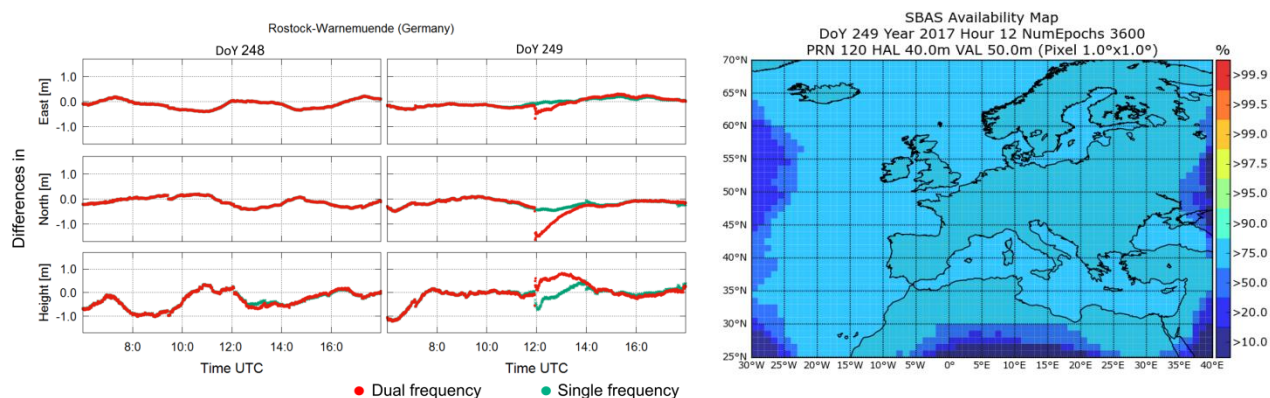 Rostock-Warnemuende (Germany)
DoY 248
DoY 249
Differences in
East [m]
1.0
0.0
-1.0
North [m]
1.0
0.0
-1.0
Height [m]
1.0
0.0
-1.0
8:0 10:0 12:0 14:0 16:0
8:0 10:0 12:0 14:0 16:0
Time UTC
Time UTC
Dual frequency
Single frequency
SBAS Availability Map
DoY 249 Year 2017 Hour 12 NumEpochs 3600
PRN 120 HAL 40.0m VAL 50.0m (Pixel 1.0°x1.0°)
%
70°N
65°N
60°N
55°N
50°N
45°N
40°N
35°N
30°N
25°N
30°W 25°W 20°W 15°W 10°W 5°W 0°E 5°E 10°E 15°E 20°E 25°E 30°E 35°E 40°E
>99.9
>99.5
>99.0
>97.5
>95.0
>90.0
>75.0
>50.0
>20.0
>10.0